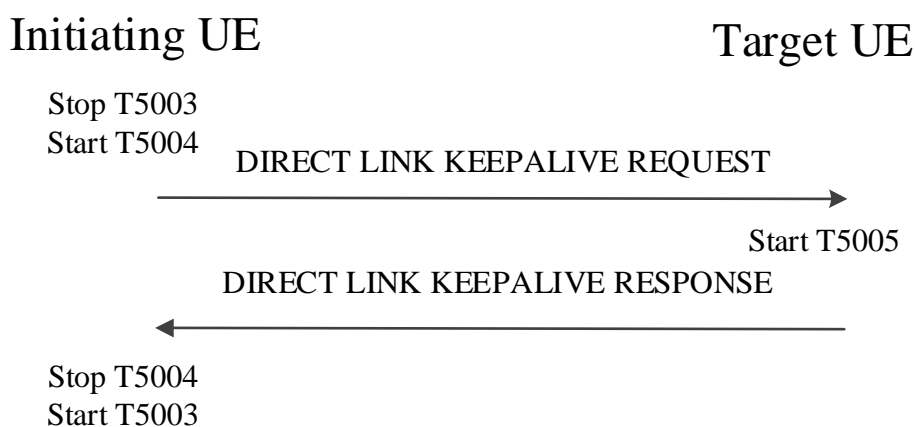 Initiating UE
Target UE
Stop T5003
Start T5004
DIRECT LINK KEEPALIVE REQUEST
Start T5005
DIRECT LINK KEEPALIVE RESPONSE
Stop T5004
Start T5003